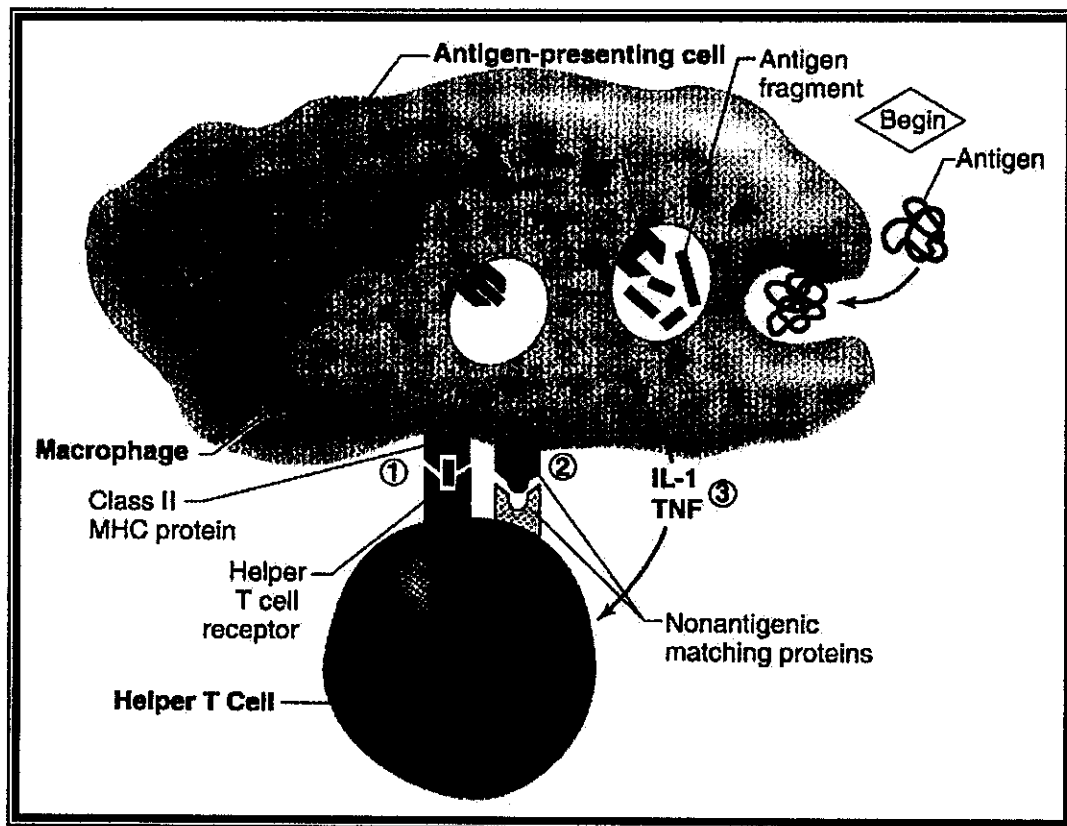 Antigen-presenting cell
Antigen
fragment
Begin
Antigen
Macrophage
Class II
MHC protein
①
②
IL-1
TNF
③
Helper
T cell
receptor
Nonantigenic
matching proteins
Helper T Cell